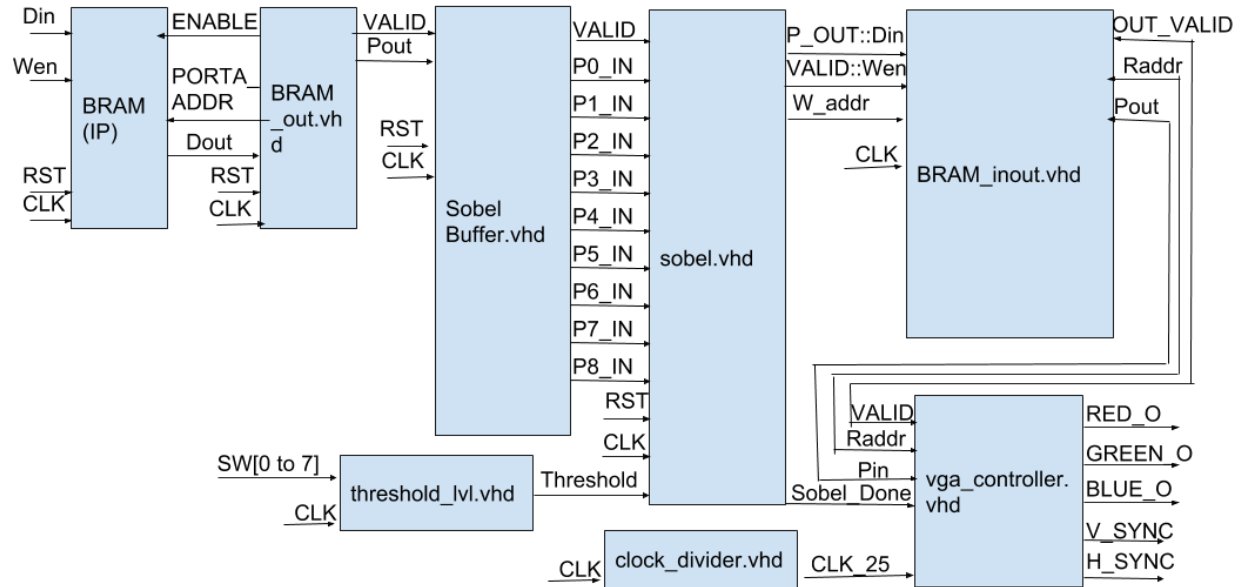 Din
Wen
RST
CLK
BRAM
(IP)
ENABLE
PORTA_
ADDR
Dout
RST
CLK
BRAM
_out.vh
d
VALID
Pout
RST
CLK
Sobel
Buffer.vhd
VALID
P0_IN
P1_IN
P2_IN
P3_IN
P4_IN
P5_IN
P6_IN
P7_IN
P8_IN
RST
CLK
sobel.vhd
P_OUT::Din
VALID::Wen
W_addr
CLK
BRAM_inout.vhd
OUT_VALID
Raddr
Pout
SW[0 to 7]
CLK
threshold_lvl.vhd
Threshold
CLK
clock_divider.vhd
CLK_25
VALID
Raddr
Pin
Sobel_Done
vga_controller.
vhd
RED_O
GREEN_O
BLUE_O
V_SYNC
H_SYNC